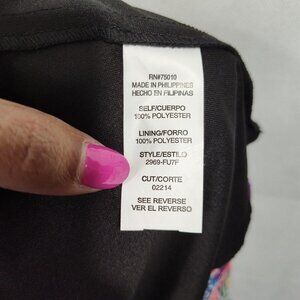 RN#75010
MADE IN PHILIPPINES
HECHO EN FILIPINAS
SELF/CUERPO
100% POLYESTER
LINING/FORRO
100% POLYESTER
STYLE/ESTILO
2969-FU7F
CUT/CORTE
02214
SEE REVERSE
VER EL REVERSO